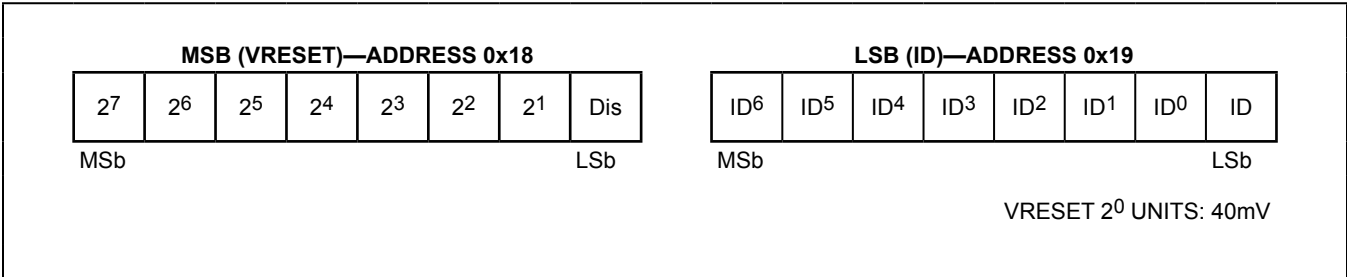 MSB (VRESET)—ADDRESS 0x18 LSB (ID)—ADDRESS 0x19
2⁷ 2⁶ 2⁵ 2⁴ 2³ 2² 2¹ Dis ID⁶ ID⁵ ID⁴ ID³ ID² ID¹ ID⁰ ID
MSb LSb MSb LSb
VRESET 2⁰ UNITS: 40mV